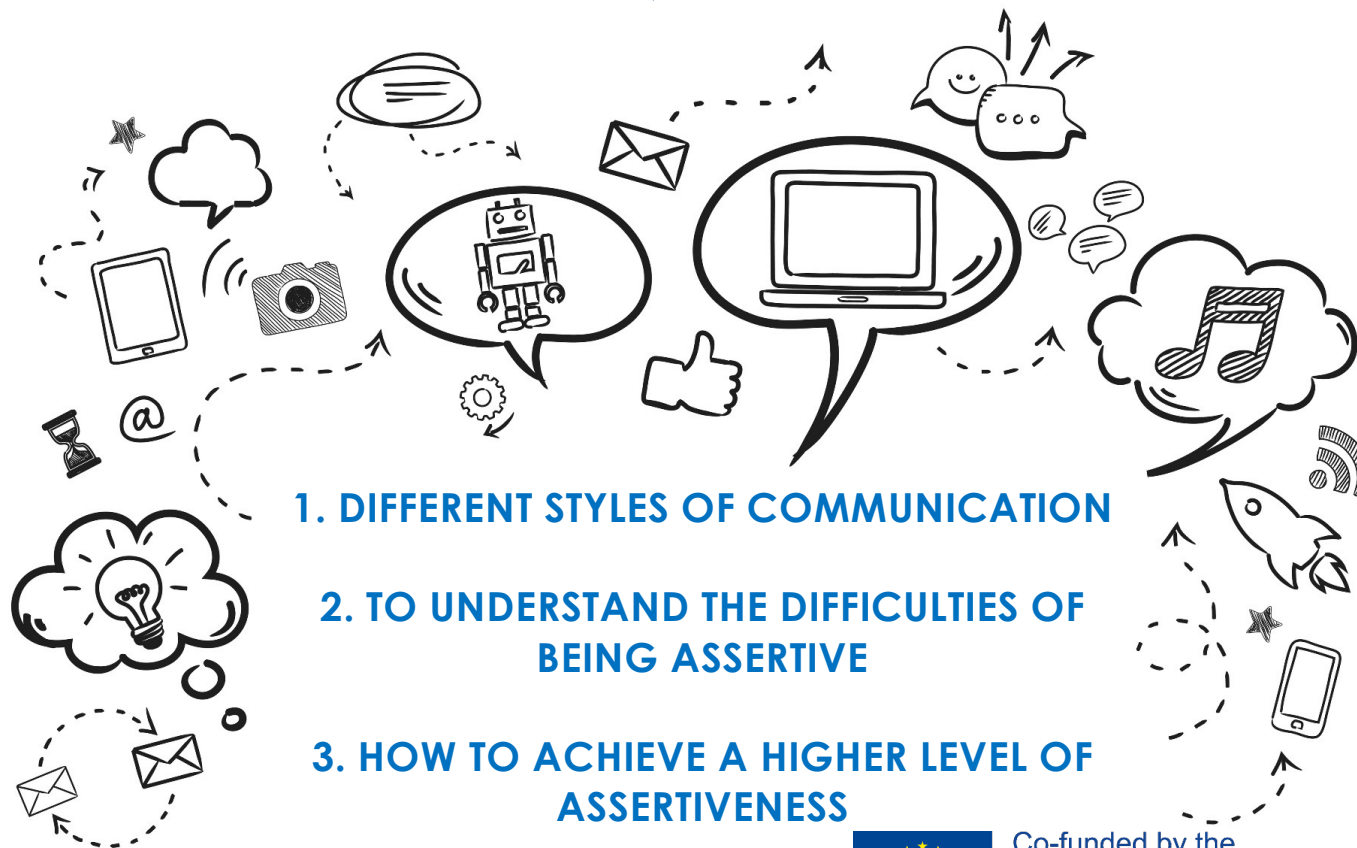 @
1. DIFFERENT STYLES OF COMMUNICATION
2. TO UNDERSTAND THE DIFFICULTIES OF
BEING ASSERTIVE
3. HOW TO ACHIEVE A HIGHER LEVEL OF
ASSERTIVENESS
Co-funded by the